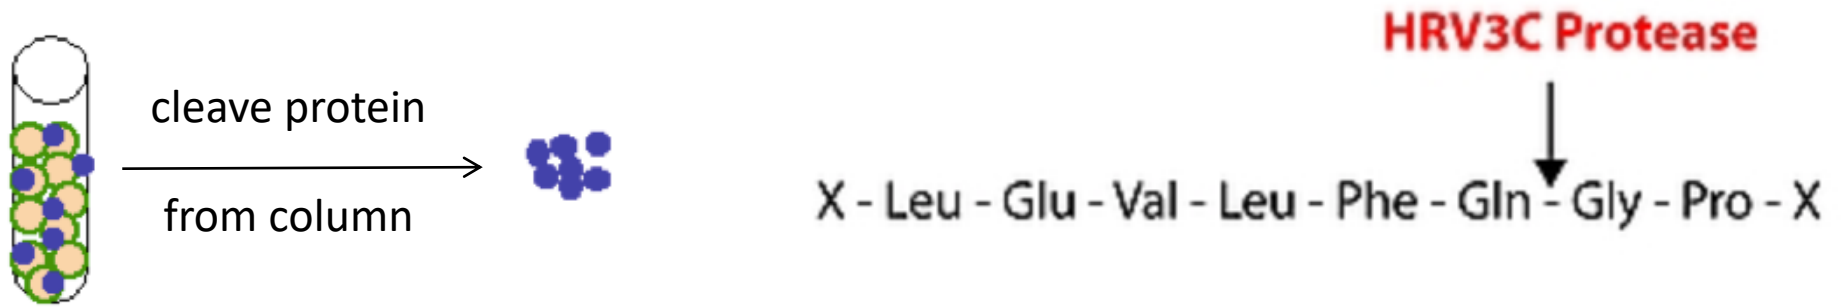 cleave protein
from column
HRV3C Protease
X - Leu - Glu - Val - Leu - Phe - Gln - Gly - Pro - X